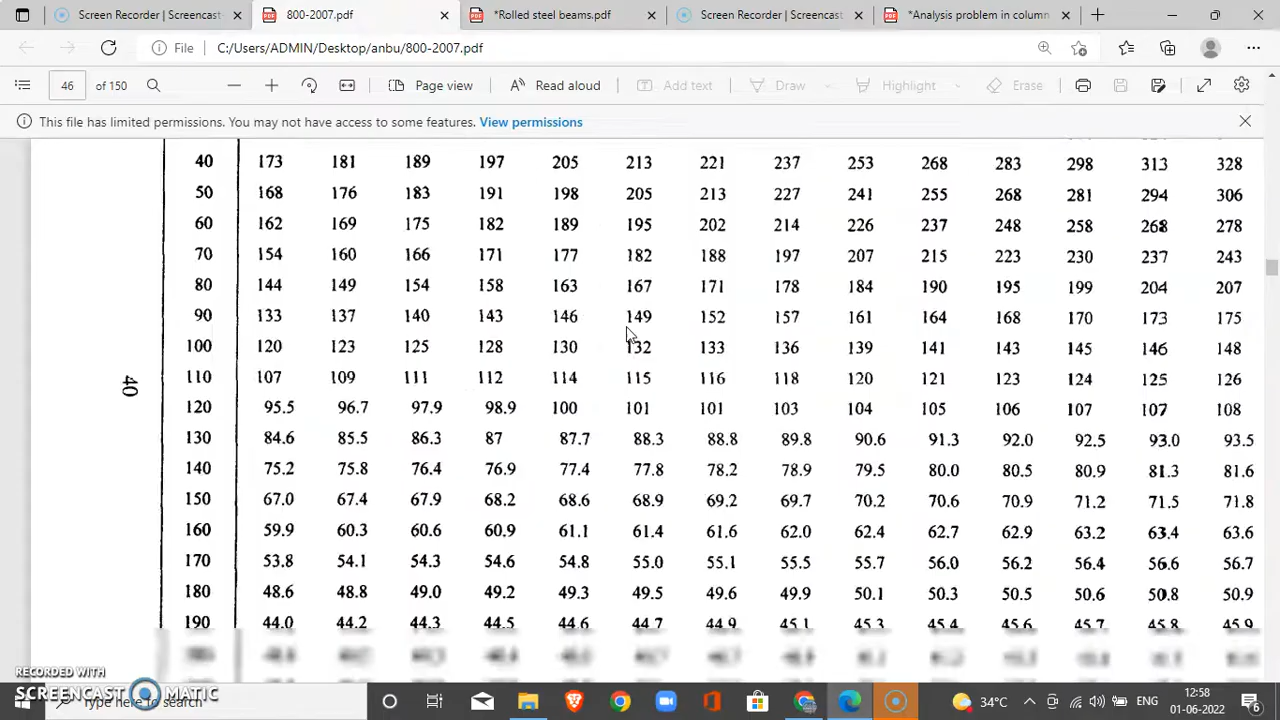 Screen Recorder | Screencast
800-2007.pdf
*Rolled steel beams.pdf
Screen Recorder | Screencast
*Analysis problem in column
File
C:/Users/ADMIN/Desktop/anbu/800-2007.pdf
46 of 150
Page view
Read aloud
Add text
Draw
Highlight
Erase
This file has limited permissions. You may not have access to some features. View permissions
40 173 181 189 197 205 213 221 237 253 268 283 298 313 328
50 168 176 183 191 198 205 213 227 241 255 268 281 294 306
60 162 169 175 182 189 195 202 214 226 237 248 258 268 278
70 154 160 166 171 177 182 188 197 207 215 223 230 237 243
80 144 149 154 158 163 167 171 178 184 190 195 199 204 207
90 133 137 140 143 146 149 152 157 161 164 168 170 173 175
100 120 123 125 128 130 132 133 136 139 141 143 145 146 148
110 107 109 111 112 114 115 116 118 120 121 123 124 125 126
40
120 95.5 96.7 97.9 98.9 100 101 101 103 104 105 106 107 107 108
130 84.6 85.5 86.3 87 87.7 88.3 88.8 89.8 90.6 91.3 92.0 92.5 93.0 93.5
140 75.2 75.8 76.4 76.9 77.4 77.8 78.2 78.9 79.5 80.0 80.5 80.9 81.3 81.6
150 67.0 67.4 67.9 68.2 68.6 68.9 69.2 69.7 70.2 70.6 70.9 71.2 71.5 71.8
160 59.9 60.3 60.6 60.9 61.1 61.4 61.6 62.0 62.4 62.7 62.9 63.2 63.4 63.6
170 53.8 54.1 54.3 54.6 54.8 55.0 55.1 55.5 55.7 56.0 56.2 56.4 56.6 56.7
180 48.6 48.8 49.0 49.2 49.3 49.5 49.6 49.9 50.1 50.3 50.5 50.6 50.8 50.9
190 44.0 44.2 44.3 44.5 44.6 44.7 44.9 45.1 45.3 45.4 45.6 45.7 45.8 45.9
RECORDED WITH
SCREENCAST MATIC
Type here to search
34°C
ENG
12:58
01-06-2022
6